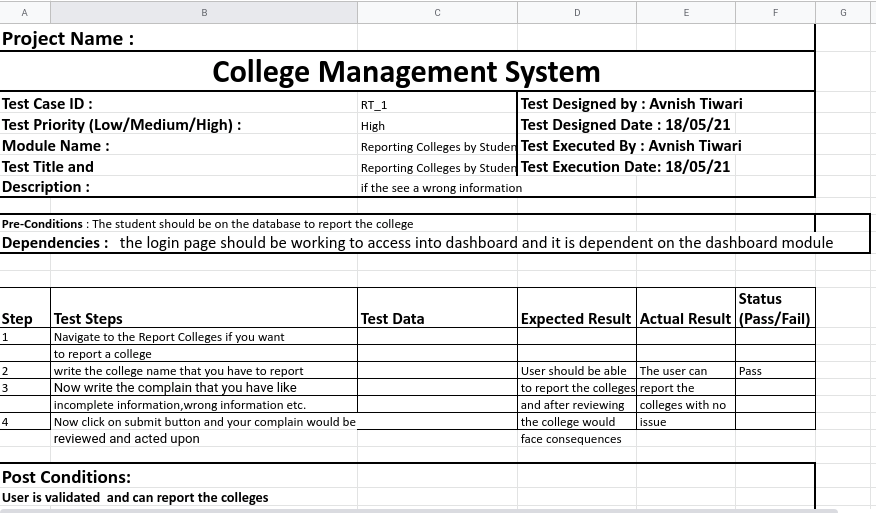 A B C D E F G
Project Name :
College Management System
Test Case ID : RT_1 Test Designed by : Avnish Tiwari
Test Priority (Low/Medium/High) : High Test Designed Date : 18/05/21
Module Name : Reporting Colleges by Studen Test Executed By : Avnish Tiwari
Test Title and Reporting Colleges by Studen Test Execution Date: 18/05/21
Description : if the see a wrong information
Pre-Conditions : The student should be on the database to report the college
Dependencies : the login page should be working to access into dashboard and it is dependent on the dashboard module
Status
Step Test Steps Test Data Expected Result Actual Result (Pass/Fail)
1 Navigate to the Report Colleges if you want
to report a college
2 write the college name that you have to report User should be able The user can Pass
3 Now write the complain that you have like to report the colleges report the
incomplete information,wrong information etc. and after reviewing colleges with no
4 Now click on submit button and your complain would be the college would issue
reviewed and acted upon face consequences
Post Conditions:
User is validated and can report the colleges